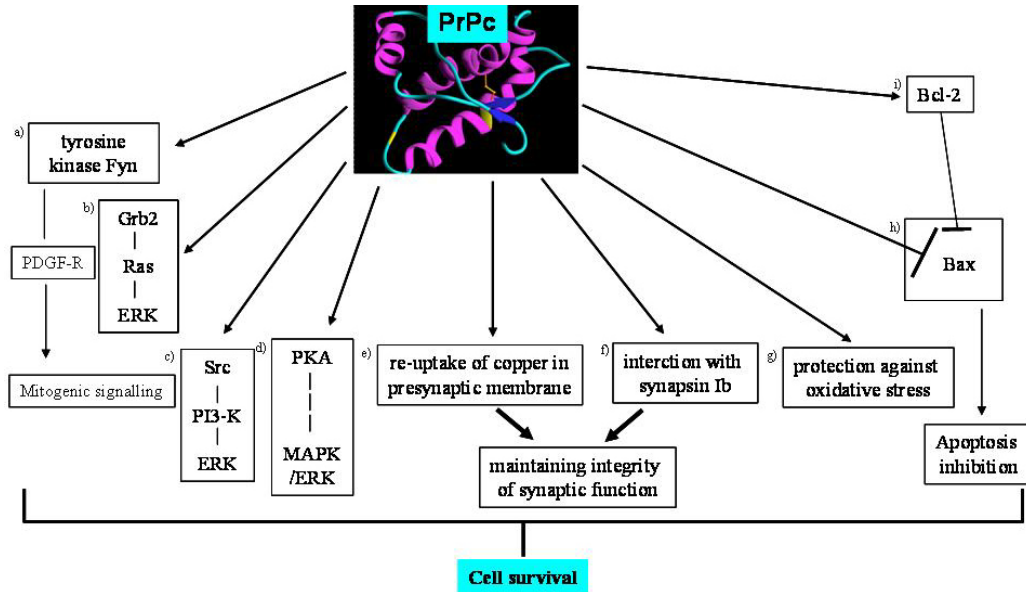 PrPc
a)
tyrosine
kinase Fyn
PDGF-R
Mitogenic signalling
b)
Grb2
Ras
ERK
c)
Src
PI3-K
ERK
d)
PKA
MAPK
/ERK
e)
re-uptake of copper in
presynaptic membrane
f)
interction with
synapsin Ib
maintaining integrity
of synaptic function
g)
protection against
oxidative stress
i)
Bcl-2
h)
Bax
Apoptosis
inhibition
Cell survival